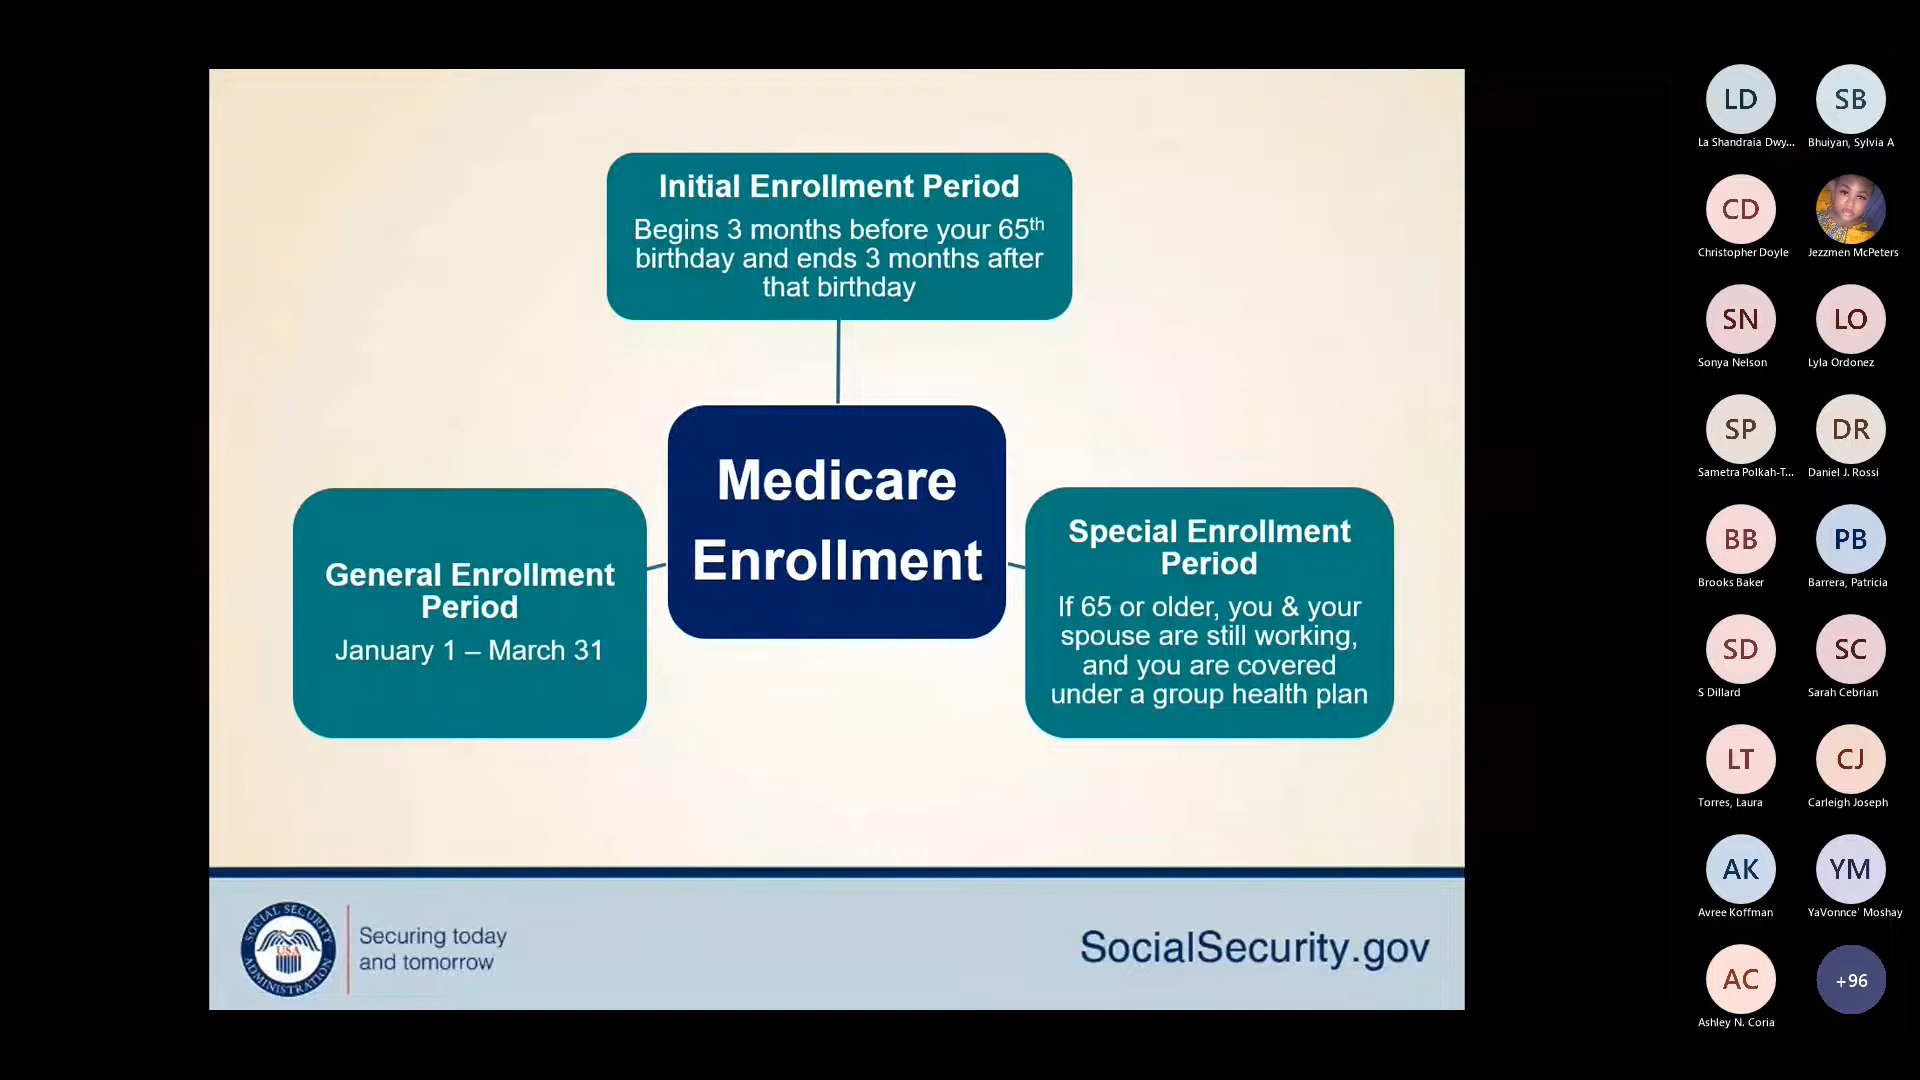 Initial Enrollment Period
Begins 3 months before your 65th
birthday and ends 3 months after
that birthday
Medicare
Enrollment
General Enrollment
Period
January 1 – March 31
Special Enrollment
Period
If 65 or older, you & your
spouse are still working,
and you are covered
under a group health plan
SOCIAL SECURITY
USA
ADMINISTRATION
Securing today
and tomorrow
SocialSecurity.gov
LD
La Shandraia Dwy...
SB
Bhuiyan, Sylvia A
CD
Christopher Doyle
Jezzmen McPeters
SN
Sonya Nelson
LO
Lyla Ordonez
SP
Sametra Polkah-T...
DR
Daniel J. Rossi
BB
Brooks Baker
PB
Barrera, Patricia
SD
S Dillard
SC
Sarah Cebrian
LT
Torres, Laura
CJ
Carleigh Joseph
AK
Avree Koffman
YM
YaVonnce' Moshay
AC
Ashley N. Coria
+96